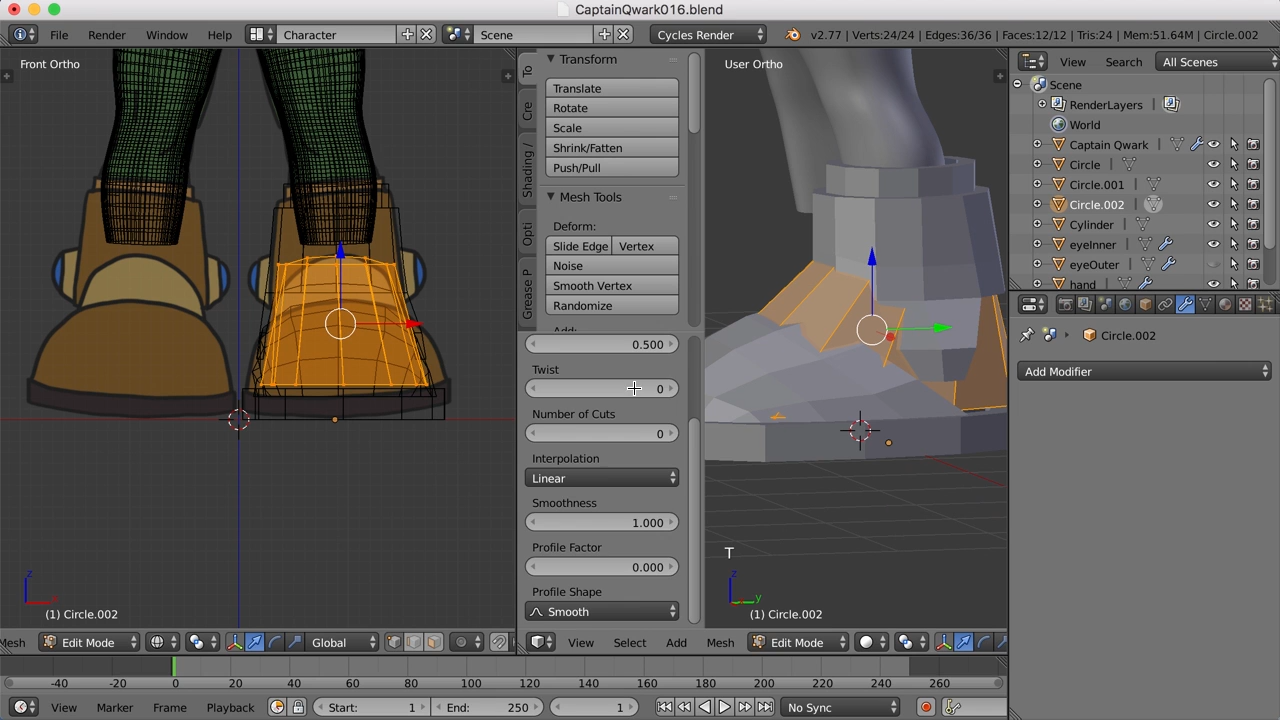 CaptainQwark016.blend
File Render Window Help Character Scene Cycles Render v2.77 | Verts:24/24 | Edges:36/36 | Faces:12/12 | Tris:24 | Mem:51.64M | Circle.002
Front Ortho
(1) Circle.002
To
Cre
Shading /
Opti
Grease P
Transform
Translate
Rotate
Scale
Shrink/Fatten
Push/Pull
Mesh Tools
Deform:
Slide Edge Vertex
Noise
Smooth Vertex
Randomize
Add:
0.500
Twist
0
Number of Cuts
0
Interpolation
Linear
Smoothness
1.000
Profile Factor
0.000
Profile Shape
Smooth
User Ortho
T
z
y
(1) Circle.002
z
View Search All Scenes
Scene
RenderLayers
World
Captain Qwark
Circle
Circle.001
Circle.002
Cylinder
eyeInner
eyeOuter
hand
Circle.002
Add Modifier
Mesh Edit Mode Global
View Select Add Mesh Edit Mode
-40 -20 0 20 40 60 80 100 120 140 160 180 200 220 240 260
View Marker Frame Playback Start: 1 End: 250 1 No Sync